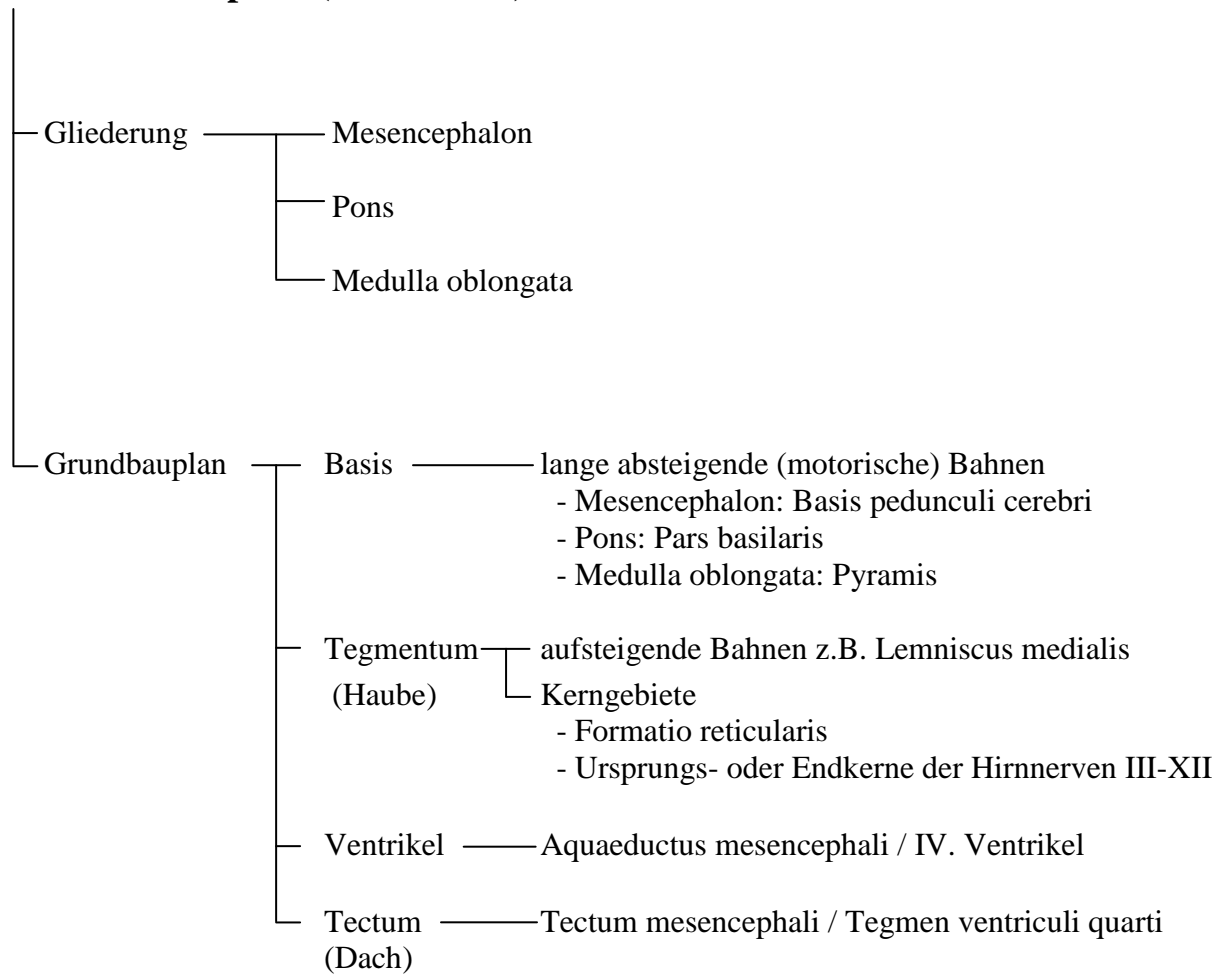 Gliederung Mesencephalon
Pons
Medulla oblongata
Grundbauplan Basis lange absteigende (motorische) Bahnen
- Mesencephalon: Basis pedunculi cerebri
- Pons: Pars basilaris
- Medulla oblongata: Pyramis
Tegmentum aufsteigende Bahnen z.B. Lemniscus medialis
(Haube) Kerngebiete
- Formatio reticularis
- Ursprungs- oder Endkerne der Hirnnerven III-XII
Ventrikel Aquaeductus mesencephali / IV. Ventrikel
Tectum Tectum mesencephali / Tegmen ventriculi quarti
(Dach)